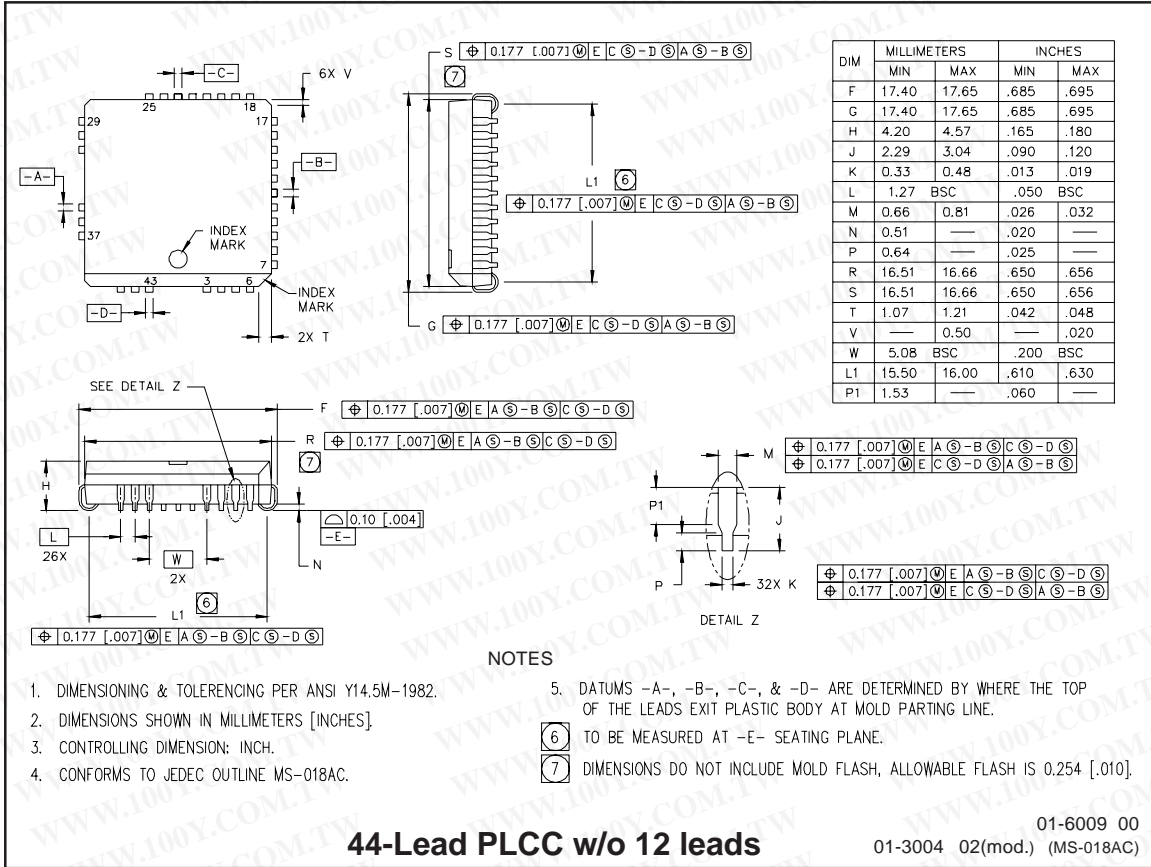 -C-
6X V
25
18
29
17
-A-
-B-
37
INDEX
MARK
7
43
3
6
-D-
INDEX
MARK
2X T
S ⌖ 0.177 [.007]Ⓜ E C Ⓢ-D Ⓢ A Ⓢ-B Ⓢ
7
L1 6
⌖ 0.177 [.007]Ⓜ E C Ⓢ-D Ⓢ A Ⓢ-B Ⓢ
G ⌖ 0.177 [.007]Ⓜ E C Ⓢ-D Ⓢ A Ⓢ-B Ⓢ
DIM MILLIMETERS INCHES
MIN MAX MIN MAX
F 17.40 17.65 .685 .695
G 17.40 17.65 .685 .695
H 4.20 4.57 .165 .180
J 2.29 3.04 .090 .120
K 0.33 0.48 .013 .019
L 1.27 BSC .050 BSC
M 0.66 0.81 .026 .032
N 0.51 — .020 —
P 0.64 — .025 —
R 16.51 16.66 .650 .656
S 16.51 16.66 .650 .656
T 1.07 1.21 .042 .048
V — 0.50 — .020
W 5.08 BSC .200 BSC
L1 15.50 16.00 .610 .630
P1 1.53 — .060 —
SEE DETAIL Z
F ⌖ 0.177 [.007]Ⓜ E A Ⓢ-B Ⓢ C Ⓢ-D Ⓢ
R ⌖ 0.177 [.007]Ⓜ E A Ⓢ-B Ⓢ C Ⓢ-D Ⓢ
7
H
⌓ 0.10 [.004]
-E-
L
26X
W
2X
N
6
L1
⌖ 0.177 [.007]Ⓜ E A Ⓢ-B Ⓢ C Ⓢ-D Ⓢ
M ⌖ 0.177 [.007]Ⓜ E A Ⓢ-B Ⓢ C Ⓢ-D Ⓢ
⌖ 0.177 [.007]Ⓜ E C Ⓢ-D Ⓢ A Ⓢ-B Ⓢ
P1
J
P
32X K
⌖ 0.177 [.007]Ⓜ E A Ⓢ-B Ⓢ C Ⓢ-D Ⓢ
⌖ 0.177 [.007]Ⓜ E C Ⓢ-D Ⓢ A Ⓢ-B Ⓢ
DETAIL Z
NOTES
1. DIMENSIONING & TOLERENCING PER ANSI Y14.5M-1982.
2. DIMENSIONS SHOWN IN MILLIMETERS [INCHES].
3. CONTROLLING DIMENSION: INCH.
4. CONFORMS TO JEDEC OUTLINE MS-018AC.
5. DATUMS -A-, -B-, -C-, & -D- ARE DETERMINED BY WHERE THE TOP
OF THE LEADS EXIT PLASTIC BODY AT MOLD PARTING LINE.
6 TO BE MEASURED AT -E- SEATING PLANE.
7 DIMENSIONS DO NOT INCLUDE MOLD FLASH, ALLOWABLE FLASH IS 0.254 [.010].
44-Lead PLCC w/o 12 leads
01-6009 00
01-3004 02(mod.) (MS-018AC)
WWW.100Y.COM.TW